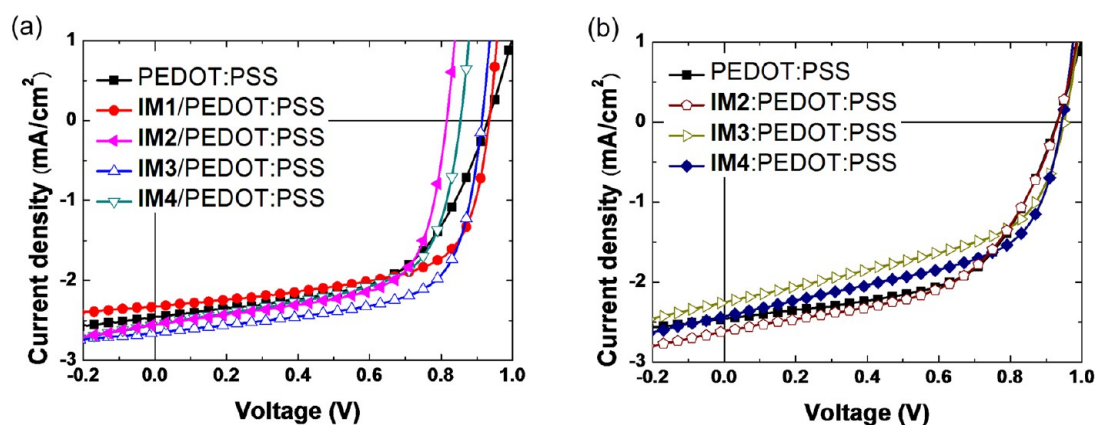 (a)
Current density (mA/cm²)
1
0
-1
-2
-3
PEDOT:PSS
IM1/PEDOT:PSS
IM2/PEDOT:PSS
IM3/PEDOT:PSS
IM4/PEDOT:PSS
-0.2 0.0 0.2 0.4 0.6 0.8 1.0
Voltage (V)
(b)
Current density (mA/cm²)
1
0
-1
-2
-3
PEDOT:PSS
IM2:PEDOT:PSS
IM3:PEDOT:PSS
IM4:PEDOT:PSS
-0.2 0.0 0.2 0.4 0.6 0.8 1.0
Voltage (V)